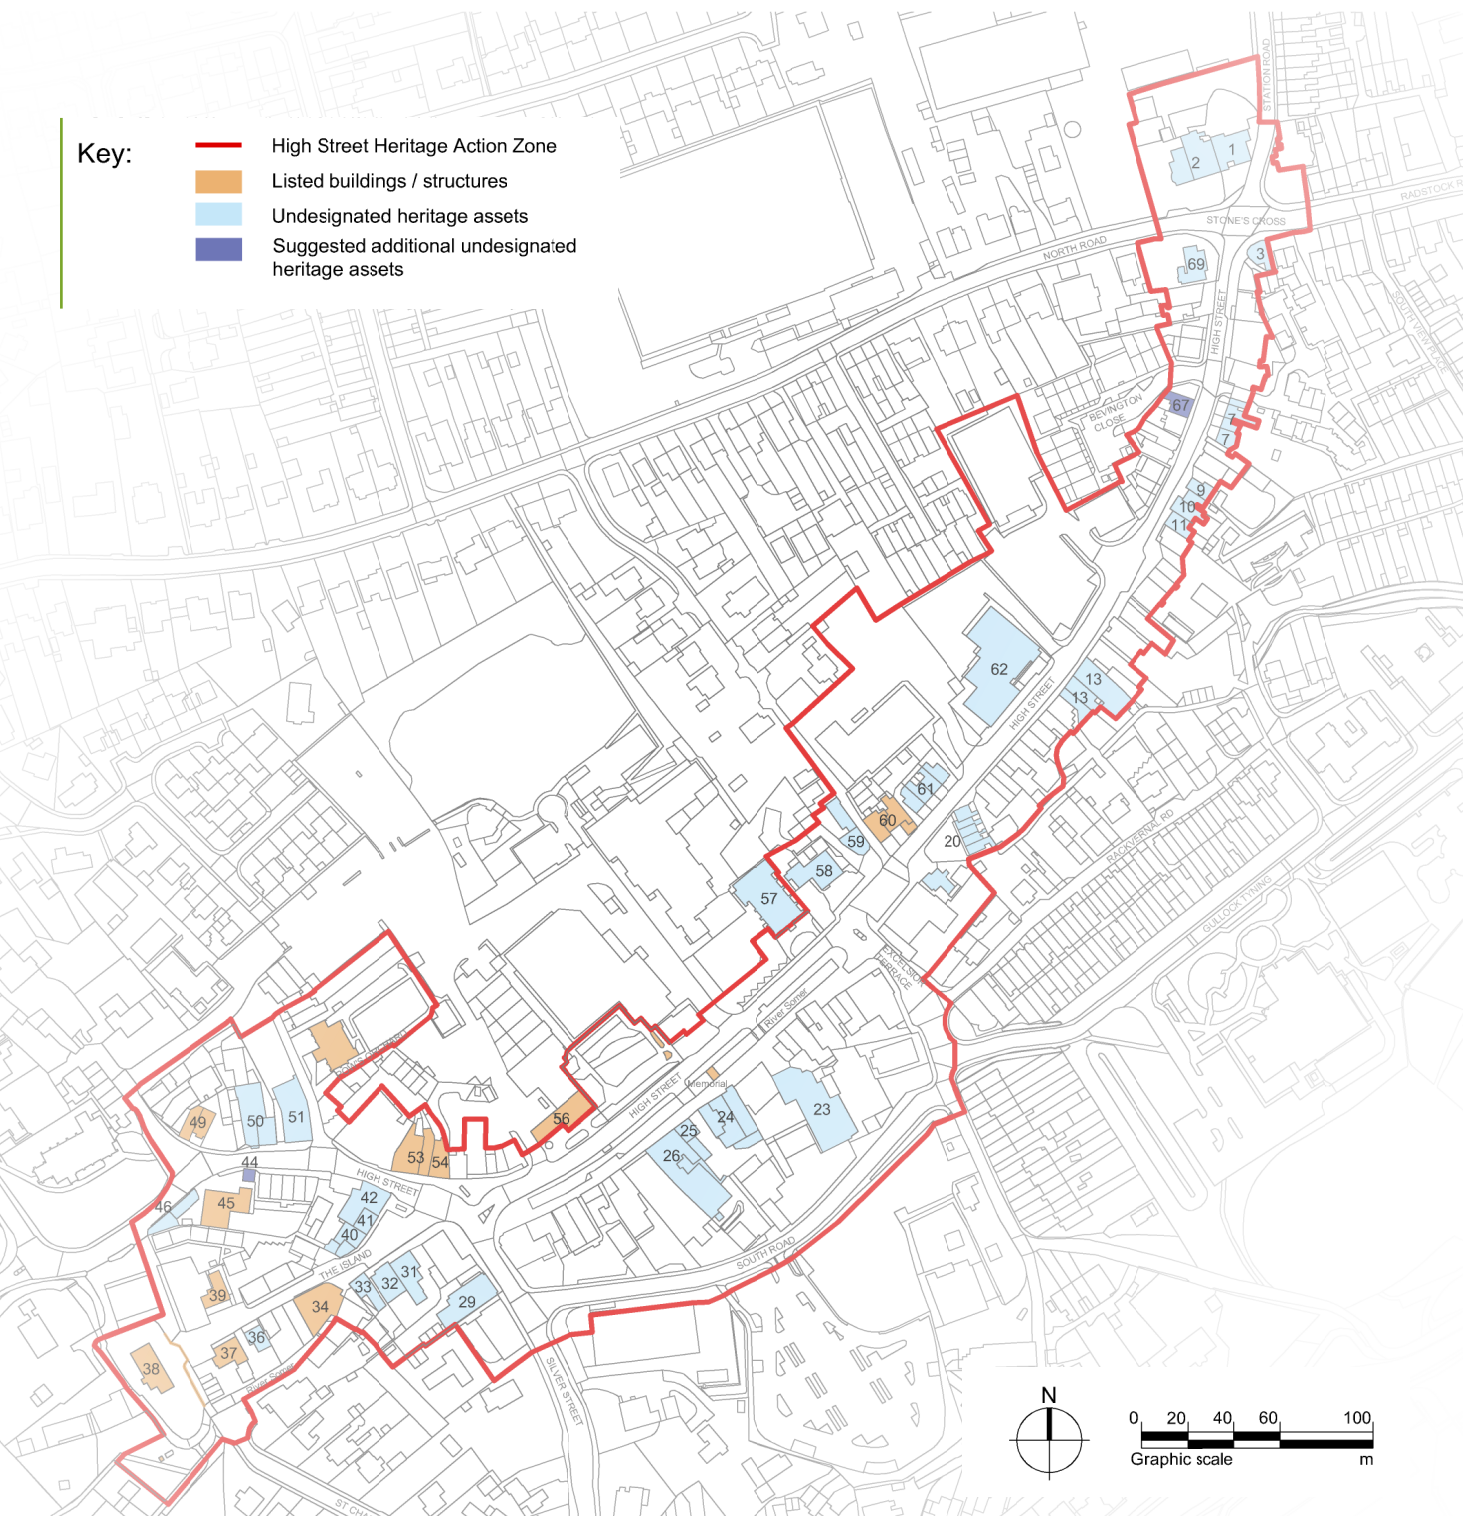 Key:
High Street Heritage Action Zone
Listed buildings / structures
Undesignated heritage assets
Suggested additional undesignated
heritage assets
STATION ROAD
1
2
RADSTOCK R
STONE'S CROSS
NORTH ROAD
3
69
HIGH STREET
SOUTH VIEW PLACE
BEVINGTON
CLOSE
67
7
7
9
10
11
62
13
13
HIGH STREET
61
60
59
20
RACKVERNAL RD
58
57
GULLOCK TYNING
EXCELSIOR
TERRACE
River Somer
Memorial
HIGH STREET
56
23
24
25
26
49
50
51
53
54
44
HIGH STREET
45
46
42
41
40
THE ISLAND
SOUTH ROAD
39
31
32
33
34
29
36
37
38
River Somer
SILVER STREET
ST CHA
N
0 20 40 60 100
Graphic scale m